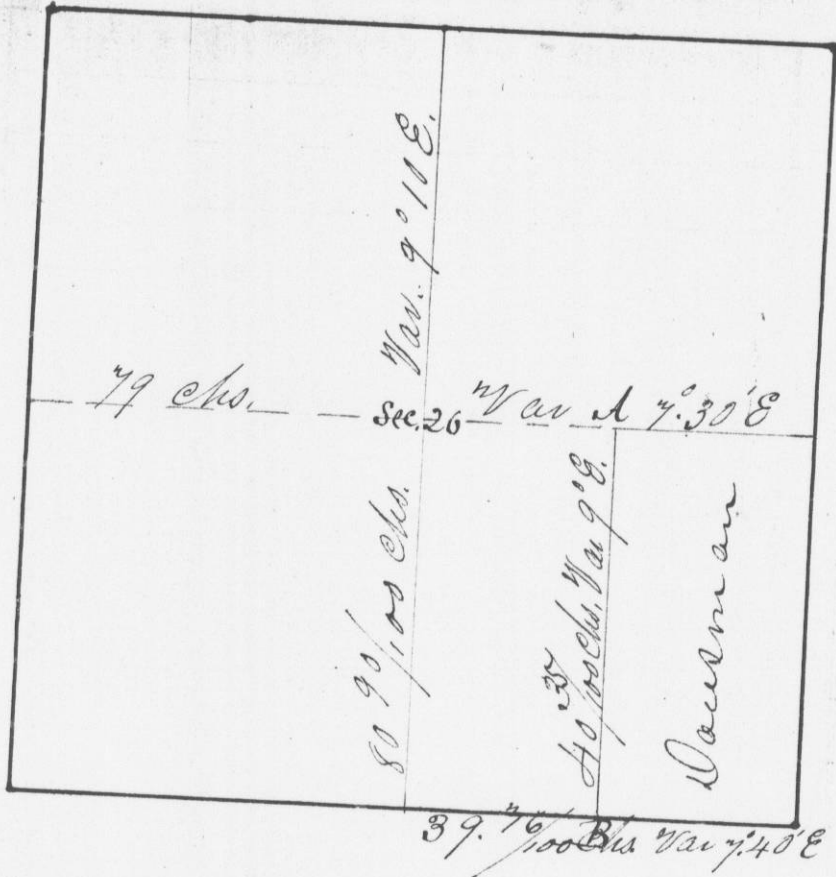 Var. 9° 10 E.
79 chs.
Sec. 26
Var
A
7°.30' E
80 90/100 chs.
40 35/100 chs. Var 9° E.
Dousman
39. 76/100 chs Var 7°.40' E
B